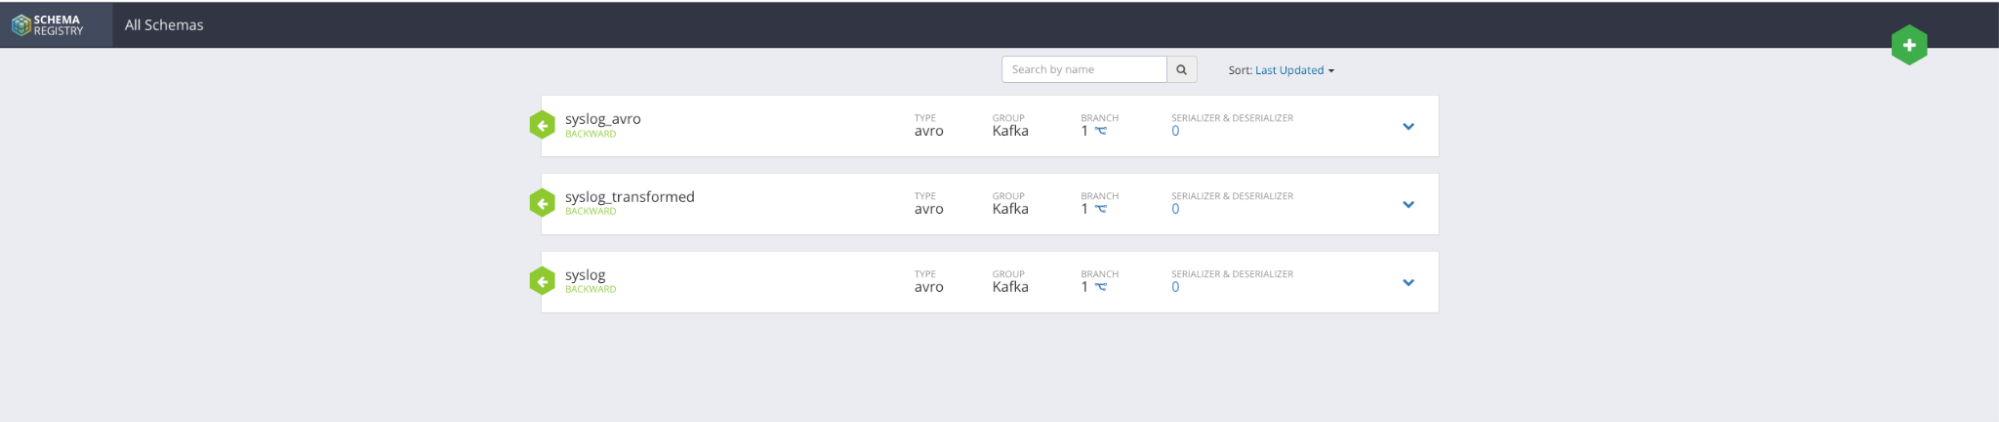 SCHEMA
REGISTRY
All Schemas
Search by name
Sort: Last Updated
syslog_avro
BACKWARD
TYPE
avro
GROUP
Kafka
BRANCH
1
SERIALIZER & DESERIALIZER
0
syslog_transformed
BACKWARD
TYPE
avro
GROUP
Kafka
BRANCH
1
SERIALIZER & DESERIALIZER
0
syslog
BACKWARD
TYPE
avro
GROUP
Kafka
BRANCH
1
SERIALIZER & DESERIALIZER
0